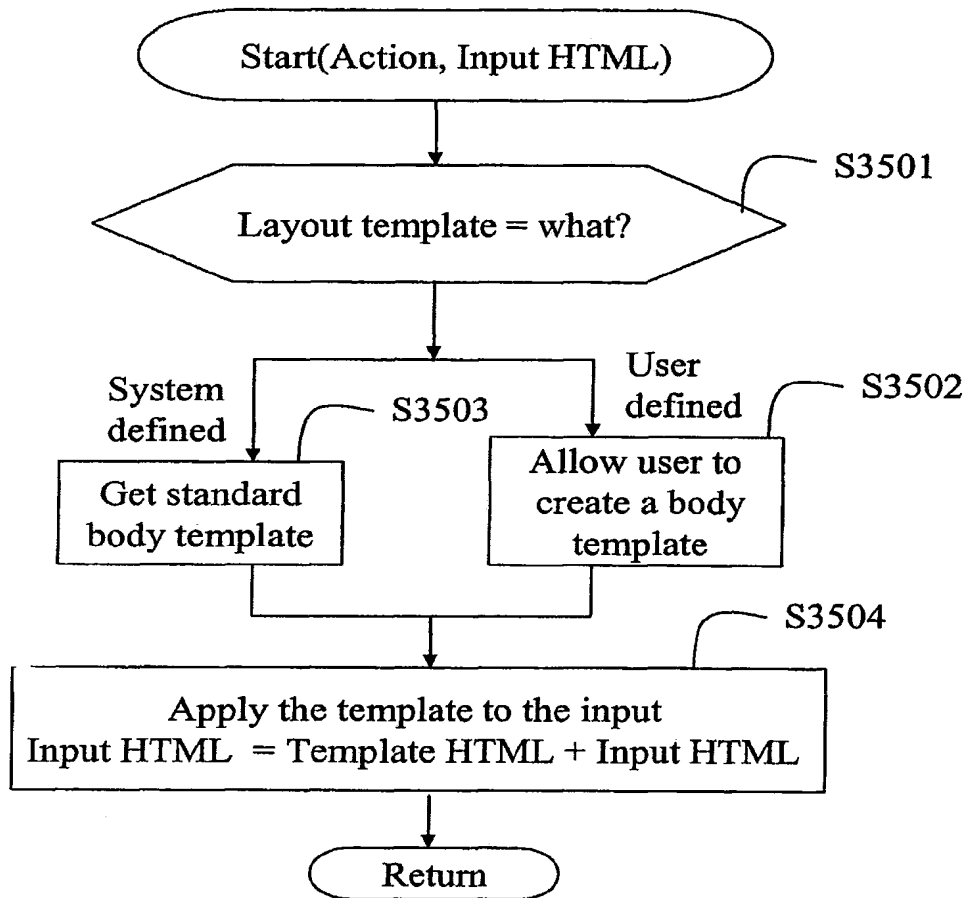 Start(Action, Input HTML)
S3501
Layout template = what?
System
defined
S3503
User
defined
S3502
Get standard
body template
Allow user to
create a body
template
S3504
Apply the template to the input
Input HTML = Template HTML + Input HTML
Return